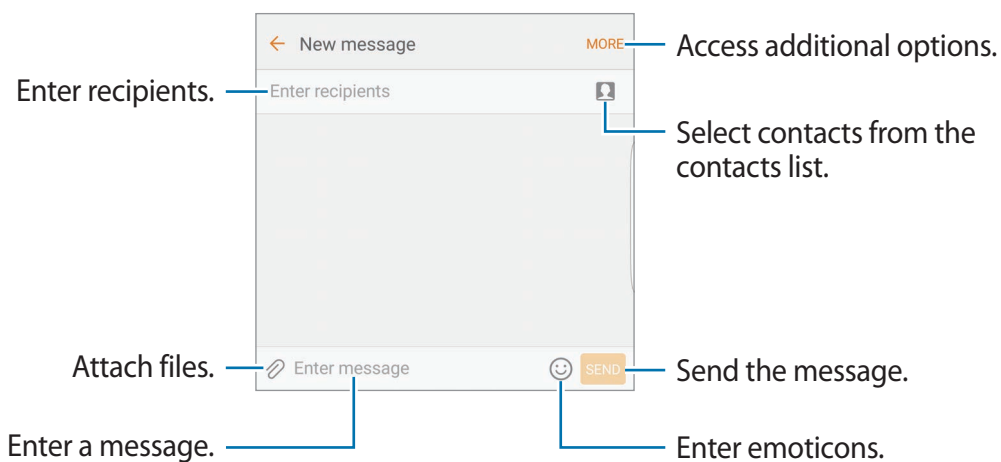 New message
MORE
Access additional options.
Enter recipients.
Enter recipients
Select contacts from the
contacts list.
Attach files.
Enter message
SEND
Send the message.
Enter a message.
Enter emoticons.